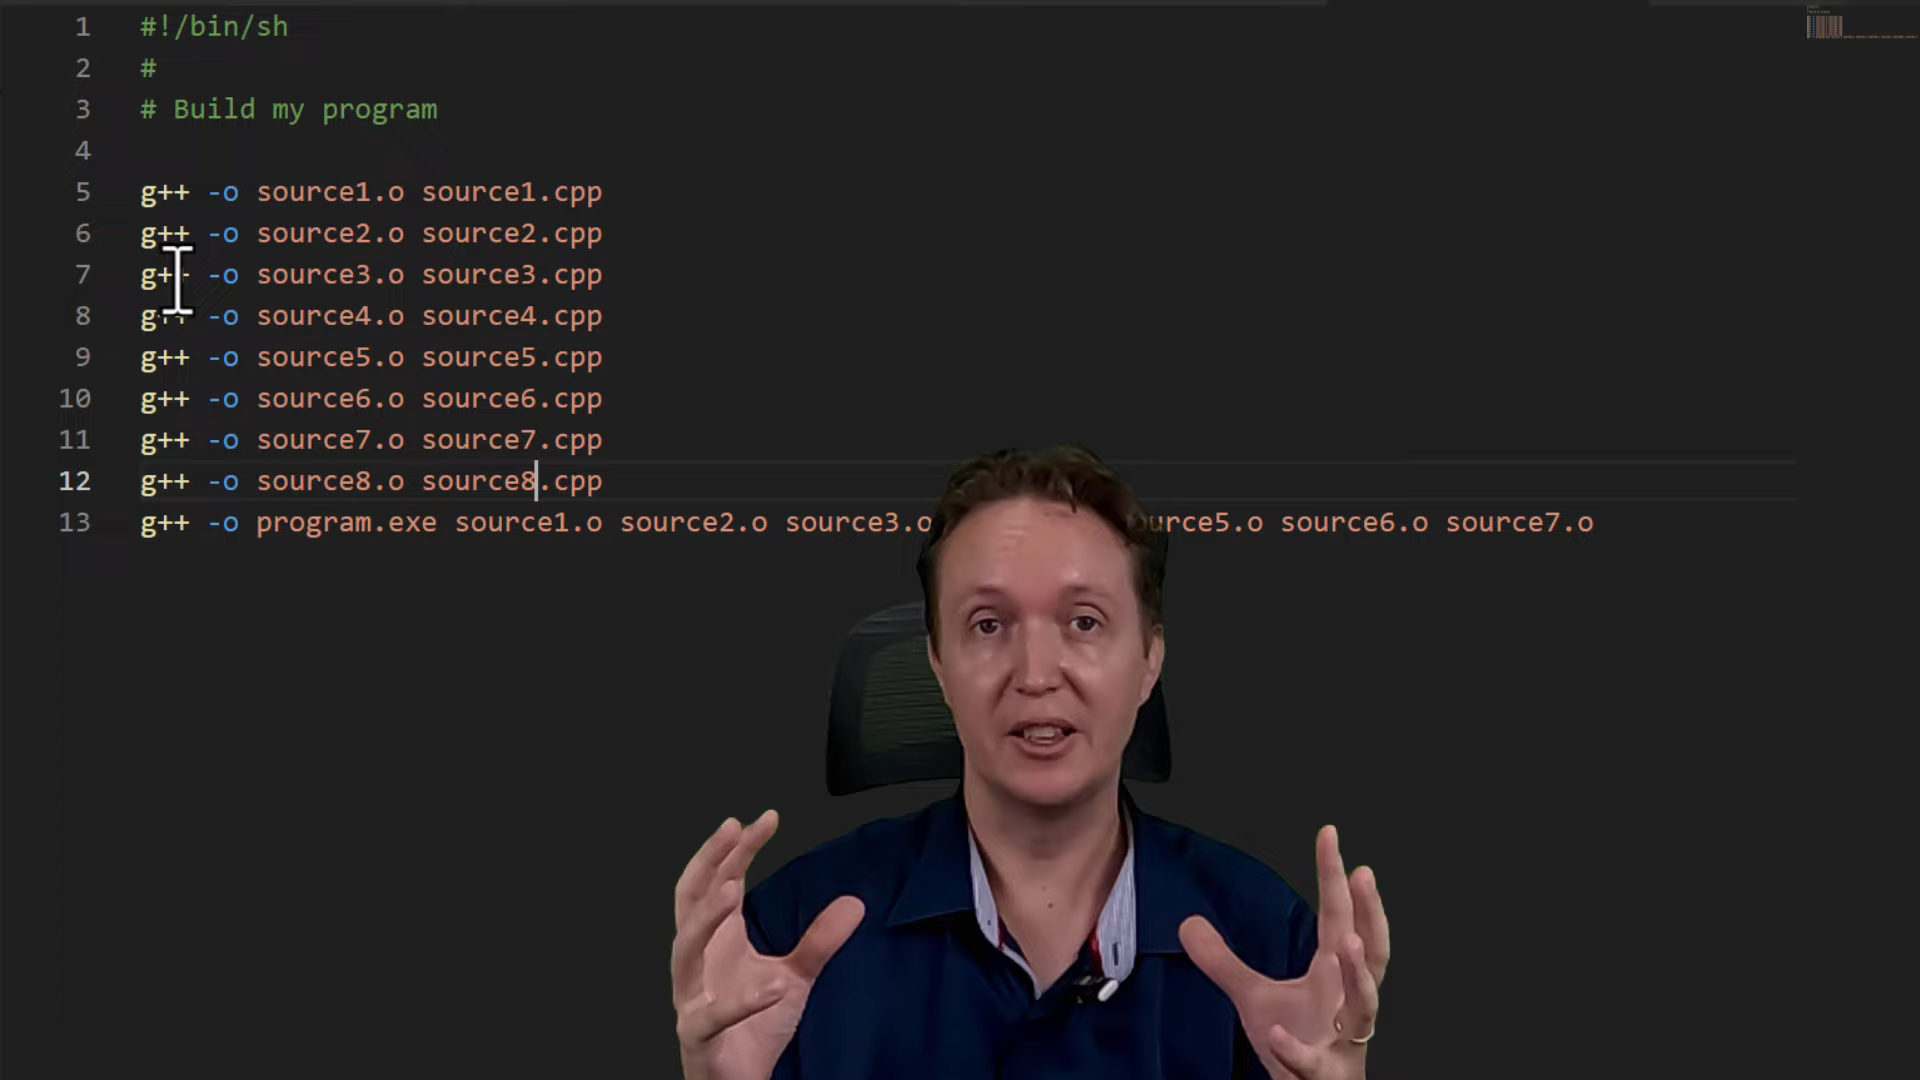 1 #!/bin/sh
2 #
3 # Build my program
4
5 g++ -o source1.o source1.cpp
6 g++ -o source2.o source2.cpp
7 g++ -o source3.o source3.cpp
8 g++ -o source4.o source4.cpp
9 g++ -o source5.o source5.cpp
10 g++ -o source6.o source6.cpp
11 g++ -o source7.o source7.cpp
12 g++ -o source8.o source8.cpp
13 g++ -o program.exe source1.o source2.o source3.o urce5.o source6.o source7.o